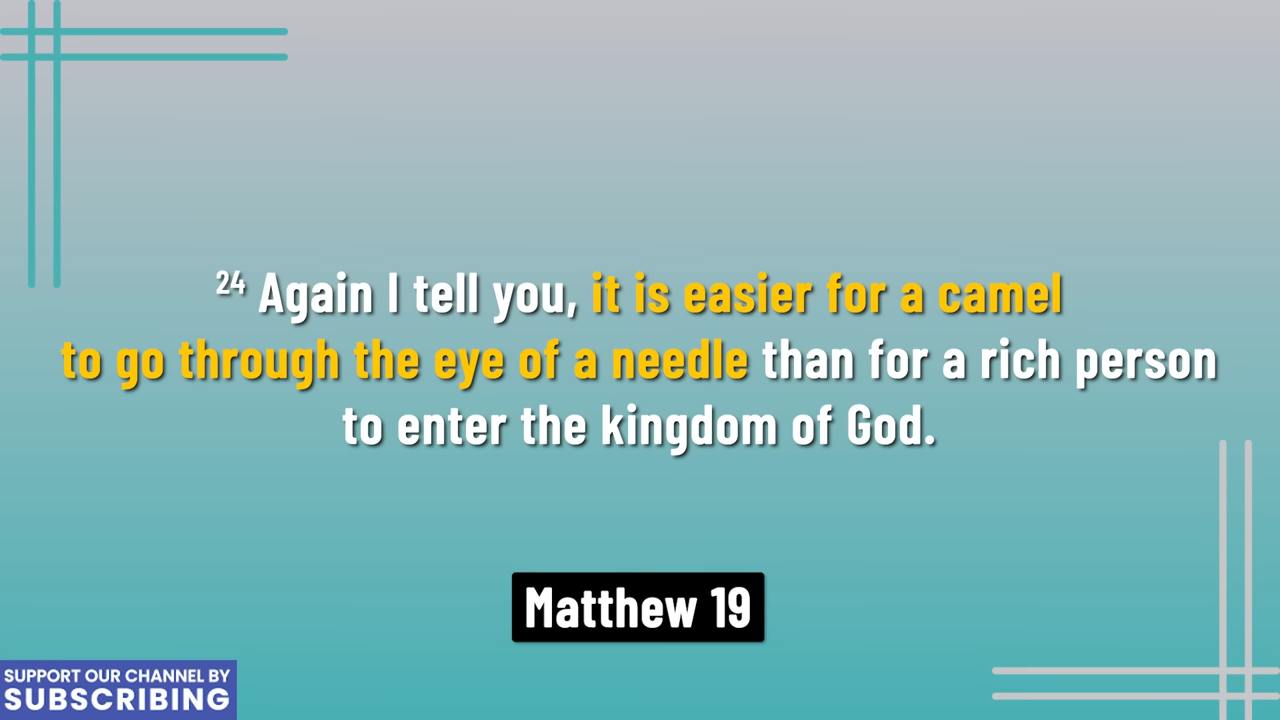 24 Again I tell you, it is easier for a camel
to go through the eye of a needle than for a rich person
to enter the kingdom of God.
Matthew 19
SUPPORT OUR CHANNEL BY
SUBSCRIBING